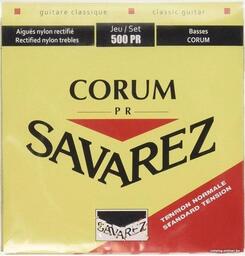 guitare classique
classic guitar
Aigués nylon rectifié
Rectified nylon trebles
Jeu / Set
500 PR
Basses
CORUM
CORUM
PR
SAVAREZ
TENSION NORMALE
STANDARD TENSION
SAVAREZ